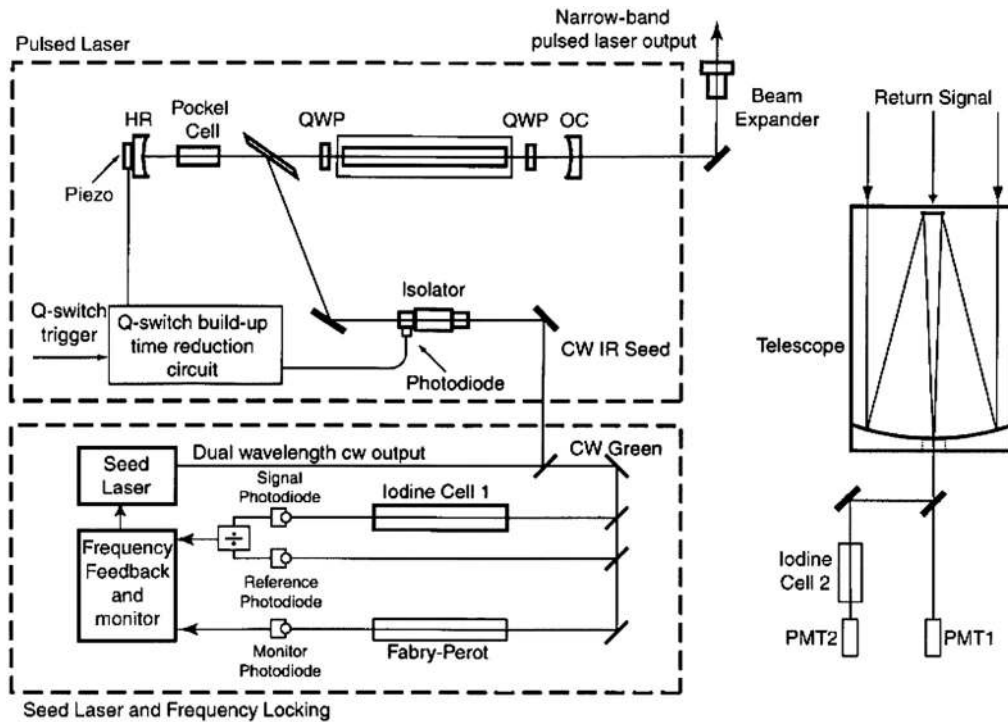 Narrow-band
pulsed laser output
Pulsed Laser
HR
Pockel
Cell
QWP
QWP
OC
Beam
Expander
Return Signal
Piezo
Q-switch
trigger
Q-switch build-up
time reduction
circuit
Isolator
Photodiode
CW IR Seed
Telescope
Seed
Laser
Dual wavelength cw output
CW Green
Signal
Photodiode
Iodine Cell 1
÷
Frequency
Feedback
and
monitor
Reference
Photodiode
Monitor
Photodiode
Fabry-Perot
Iodine
Cell 2
PMT2
PMT1
Seed Laser and Frequency Locking